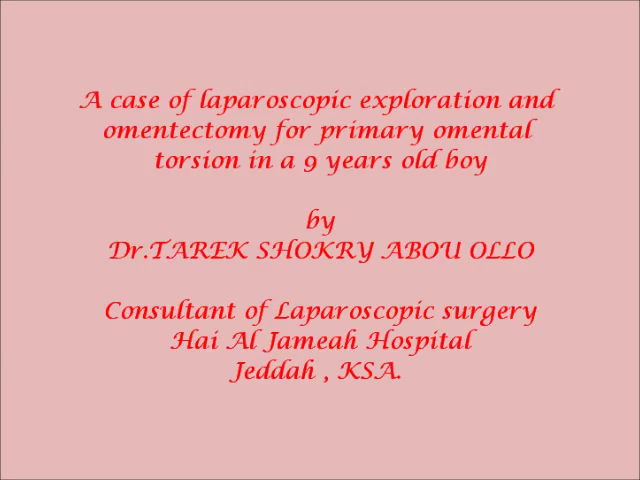 A case of laparoscopic exploration and
omentectomy for primary omental
torsion in a 9 years old boy
by
Dr.TAREK SHOKRY ABOU OLLO
Consultant of Laparoscopic surgery
Hai Al Jameah Hospital
Jeddah , KSA.